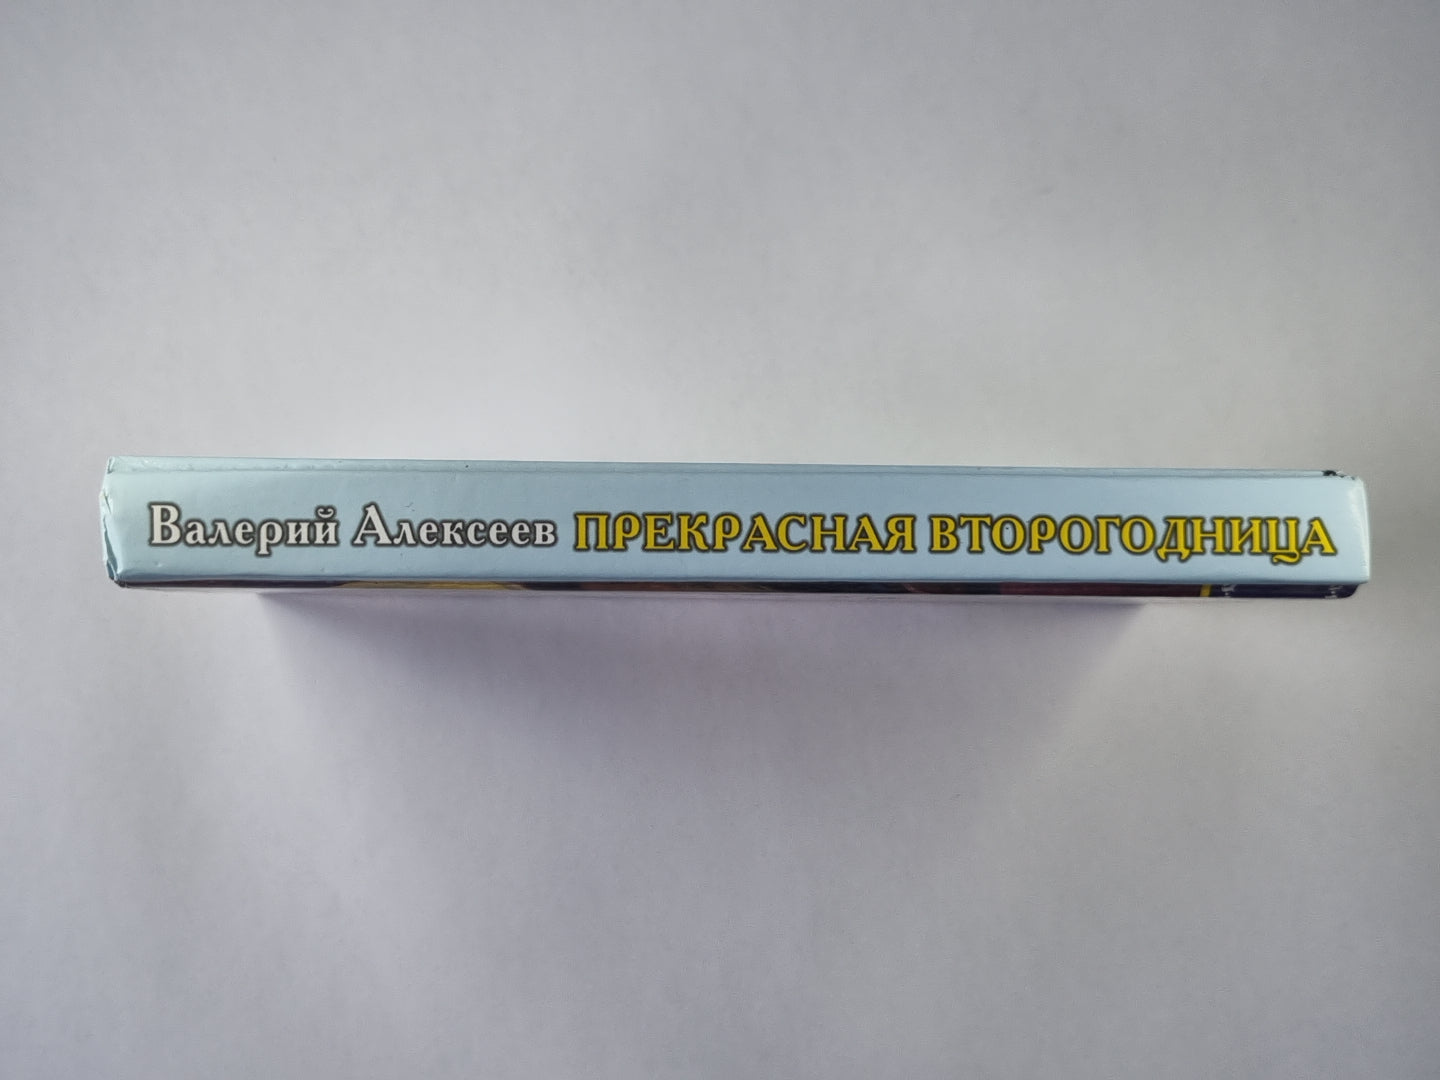 Валерий Алексеев ПРЕКРАСНАЯ ВТОРОГОДНИЦА